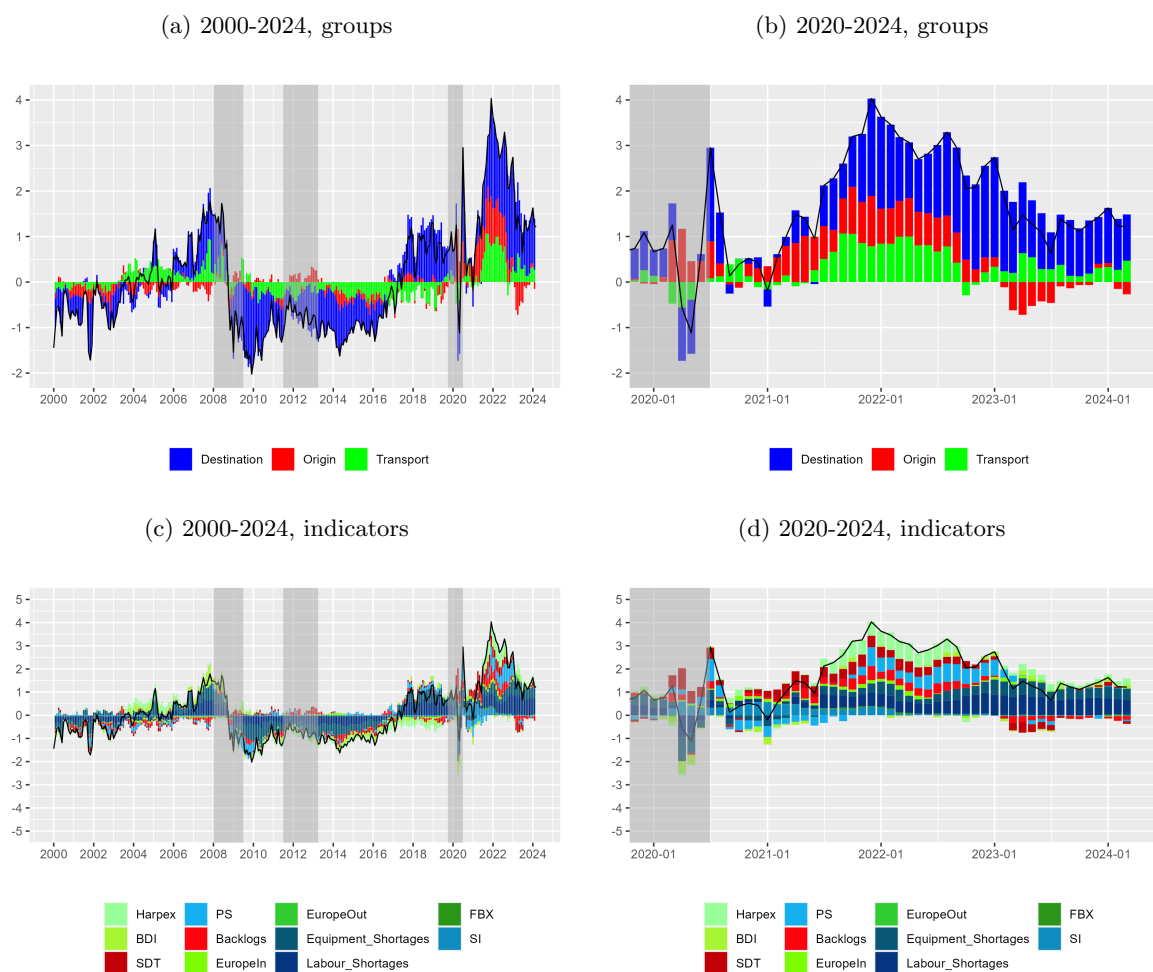 (a) 2000-2024, groups
(b) 2020-2024, groups
4
3
2
1
0
-1
-2
2000 2002 2004 2006 2008 2010 2012 2014 2016 2018 2020 2022 2024
Destination Origin Transport
4
3
2
1
0
-1
-2
2020-01 2021-01 2022-01 2023-01 2024-01
Destination Origin Transport
(c) 2000-2024, indicators
(d) 2020-2024, indicators
5
4
3
2
1
0
-1
-2
-3
-4
-5
2000 2002 2004 2006 2008 2010 2012 2014 2016 2018 2020 2022 2024
Harpex PS EuropeOut FBX
BDI Backlogs Equipment_Shortages SI
SDT EuropeIn Labour_Shortages
5
4
3
2
1
0
-1
-2
-3
-4
-5
2020-01 2021-01 2022-01 2023-01 2024-01
Harpex PS EuropeOut FBX
BDI Backlogs Equipment_Shortages SI
SDT EuropeIn Labour_Shortages